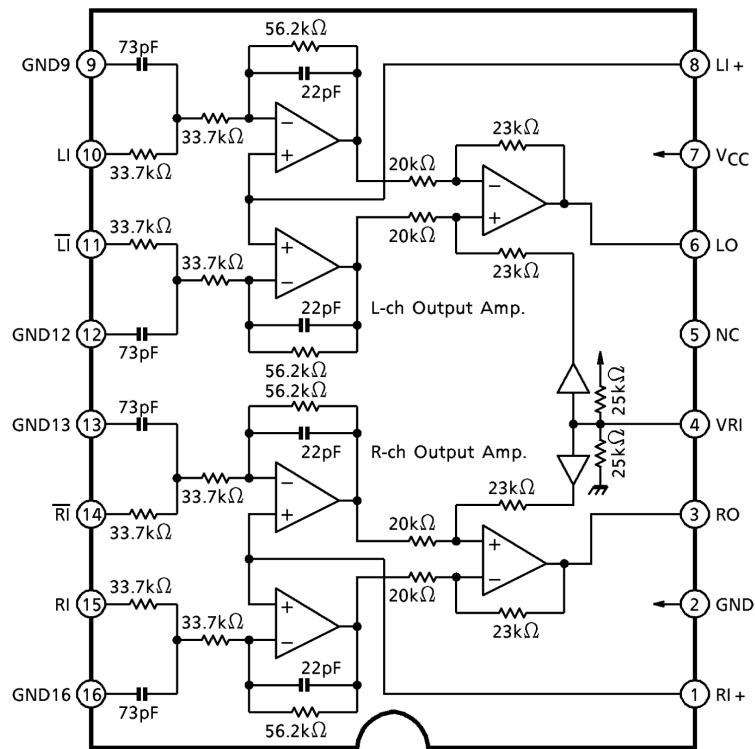 56.2kΩ
73pF
GND9 9
8 LI+
22pF
33.7kΩ
−
+
23kΩ
LI 10
33.7kΩ
20kΩ
7 VCC
−
+
33.7kΩ
20kΩ
L̅I̅ 11
6 LO
33.7kΩ
+
−
23kΩ
22pF
L-ch Output Amp.
GND12 12
5 NC
73pF
56.2kΩ
56.2kΩ
25kΩ
73pF
GND13 13
4 VRI
22pF
R-ch Output Amp.
25kΩ
33.7kΩ
−
+
23kΩ
R̅I̅ 14
3 RO
33.7kΩ
20kΩ
+
−
33.7kΩ
20kΩ
RI 15
2 GND
33.7kΩ
+
−
23kΩ
22pF
GND16 16
1 RI+
73pF
56.2kΩ